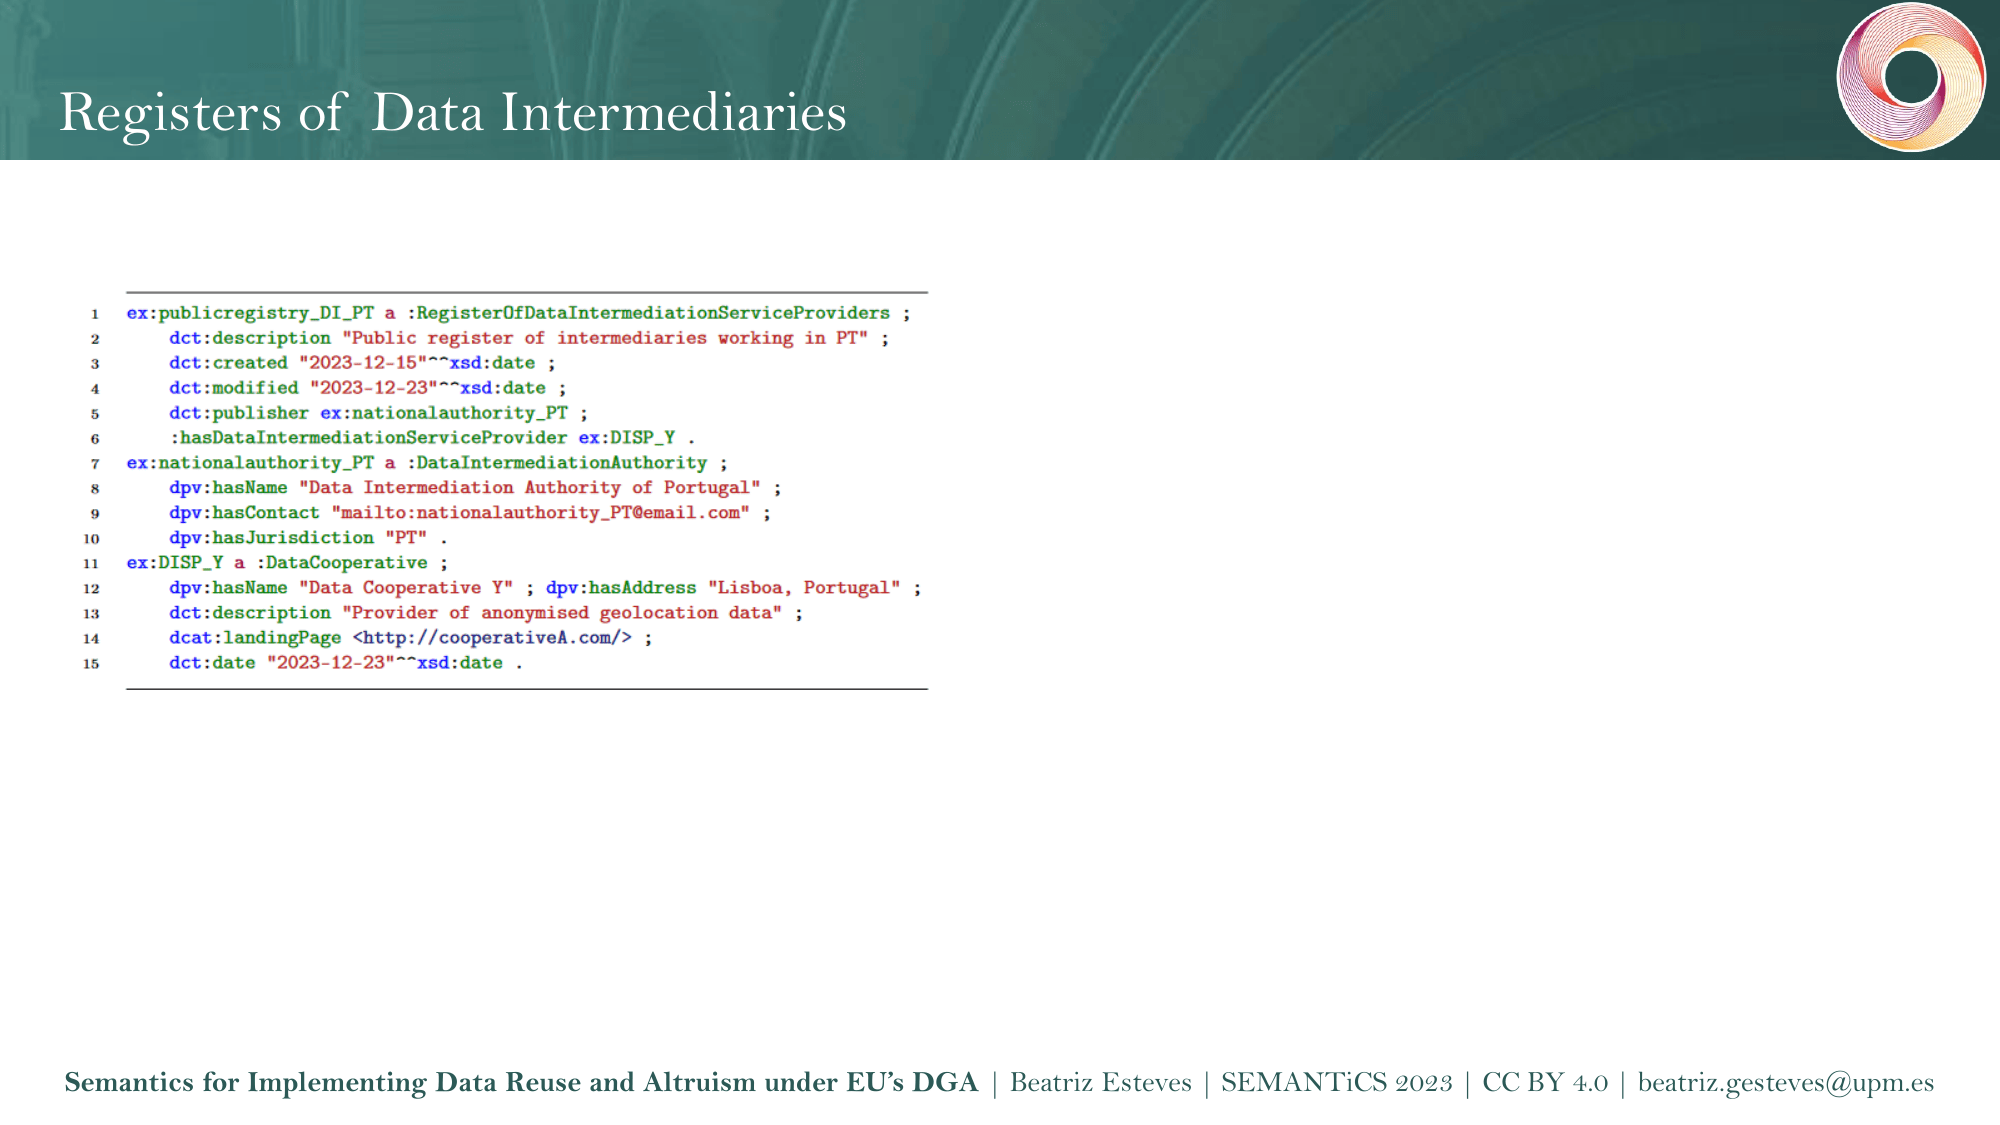 Registers of Data Intermediaries
1 ex:publicregistry_DI_PT a :RegisterOfDataIntermediationServiceProviders ;
2 dct:description "Public register of intermediaries working in PT" ;
3 dct:created "2023-12-15"^^xsd:date ;
4 dct:modified "2023-12-23"^^xsd:date ;
5 dct:publisher ex:nationalauthority_PT ;
6 :hasDataIntermediationServiceProvider ex:DISP_Y .
7 ex:nationalauthority_PT a :DataIntermediationAuthority ;
8 dpv:hasName "Data Intermediation Authority of Portugal" ;
9 dpv:hasContact "mailto:nationalauthority_PT@email.com" ;
10 dpv:hasJurisdiction "PT" .
11 ex:DISP_Y a :DataCooperative ;
12 dpv:hasName "Data Cooperative Y" ; dpv:hasAddress "Lisboa, Portugal" ;
13 dct:description "Provider of anonymised geolocation data" ;
14 dcat:landingPage <http://cooperativeA.com/> ;
15 dct:date "2023-12-23"^^xsd:date .
Semantics for Implementing Data Reuse and Altruism under EU's DGA | Beatriz Esteves | SEMANTiCS 2023 | CC BY 4.0 | beatriz.gesteves@upm.es